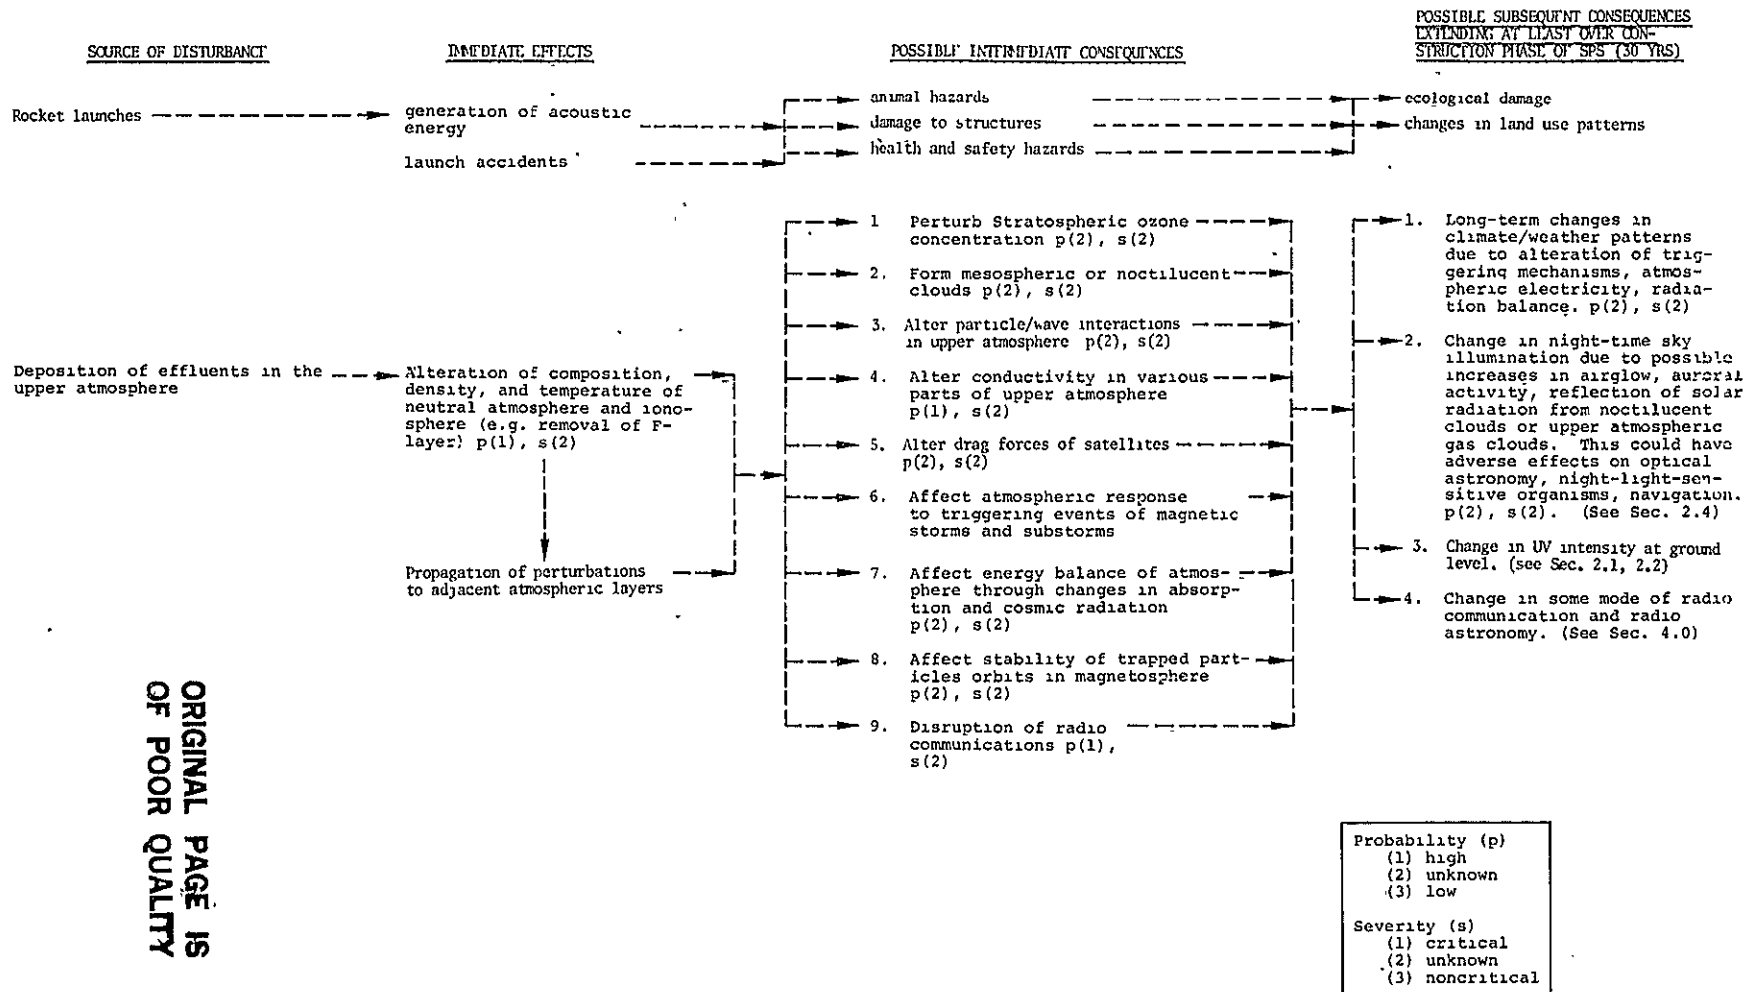 SOURCE OF DISTURBANCE
IMMEDIATE EFFECTS
POSSIBLE INTERMEDIATE CONSEQUENCES
POSSIBLE SUBSEQUENT CONSEQUENCES
EXTENDING AT LEAST OVER CON-
STRUCTION PHASE OF SPS (30 YRS)
Rocket launches
generation of acoustic
energy
launch accidents
animal hazards
damage to structures
health and safety hazards
ecological damage
changes in land use patterns
Deposition of effluents in the
upper atmosphere
Alteration of composition,
density, and temperature of
neutral atmosphere and iono-
sphere (e.g. removal of F-
layer) p(1), s(2)
Propagation of perturbations
to adjacent atmospheric layers
1 Perturb Stratospheric ozone
concentration p(2), s(2)
2. Form mesospheric or noctilucent
clouds p(2), s(2)
3. Alter particle/wave interactions
in upper atmosphere p(2), s(2)
4. Alter conductivity in various
parts of upper atmosphere
p(1), s(2)
5. Alter drag forces of satellites
p(2), s(2)
6. Affect atmospheric response
to triggering events of magnetic
storms and substorms
7. Affect energy balance of atmos-
phere through changes in absorp-
tion and cosmic radiation
p(2), s(2)
8. Affect stability of trapped part-
icles orbits in magnetosphere
p(2), s(2)
9. Disruption of radio
communications p(1),
s(2)
1. Long-term changes in
climate/weather patterns
due to alteration of trig-
gering mechanisms, atmos-
pheric electricity, radia-
tion balance. p(2), s(2)
2. Change in night-time sky
illumination due to possible
increases in airglow, auroral
activity, reflection of solar
radiation from noctilucent
clouds or upper atmospheric
gas clouds. This could have
adverse effects on optical
astronomy, night-light-sen-
sitive organisms, navigation.
p(2), s(2). (See Sec. 2.4)
3. Change in UV intensity at ground
level. (see Sec. 2.1, 2.2)
4. Change in some mode of radio
communication and radio
astronomy. (See Sec. 4.0)
ORIGINAL PAGE IS
OF POOR QUALITY
Probability (p)
(1) high
(2) unknown
(3) low
Severity (s)
(1) critical
(2) unknown
(3) noncritical